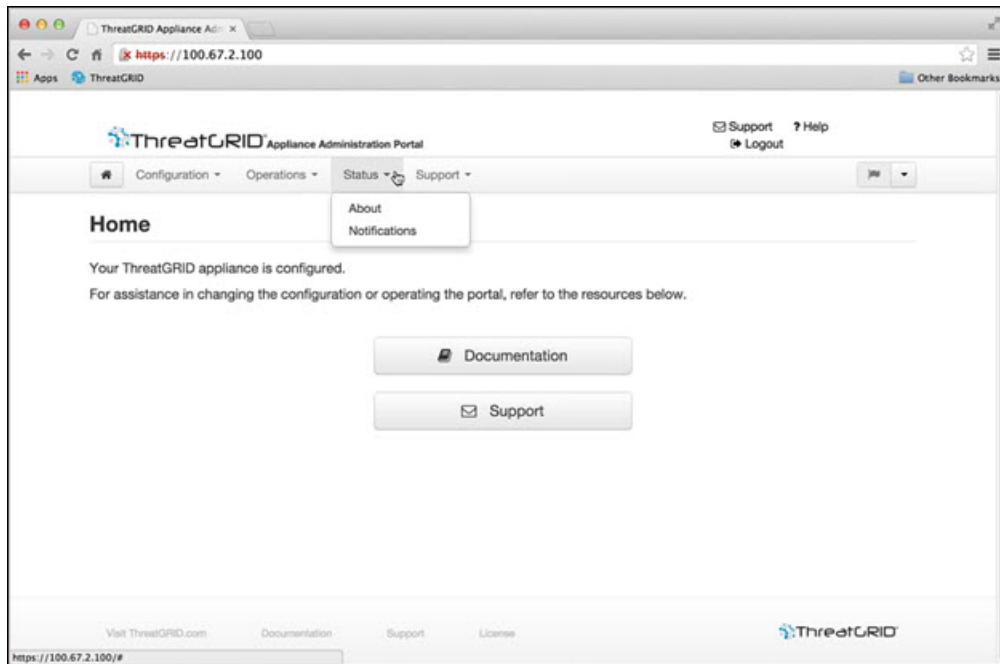 ThreatGRID Appliance Adm
https://100.67.2.100
Apps ThreatGRID Other Bookmarks
ThreatGRID Appliance Administration Portal
Support ? Help
Logout
Configuration Operations Status Support
About
Notifications
Home
Your ThreatGRID appliance is configured.
For assistance in changing the configuration or operating the portal, refer to the resources below.
Documentation
Support
Visit ThreatGRID.com Documentation Support License ThreatGRID
https://100.67.2.100/#